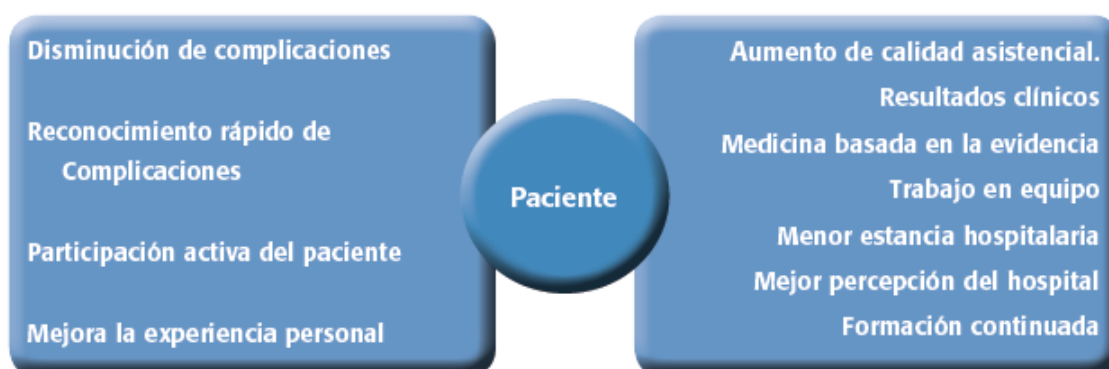 Disminución de complicaciones
Reconocimiento rápido de
Complicaciones
Participación activa del paciente
Mejora la experiencia personal
Paciente
Aumento de calidad asistencial.
Resultados clínicos
Medicina basada en la evidencia
Trabajo en equipo
Menor estancia hospitalaria
Mejor percepción del hospital
Formación continuada